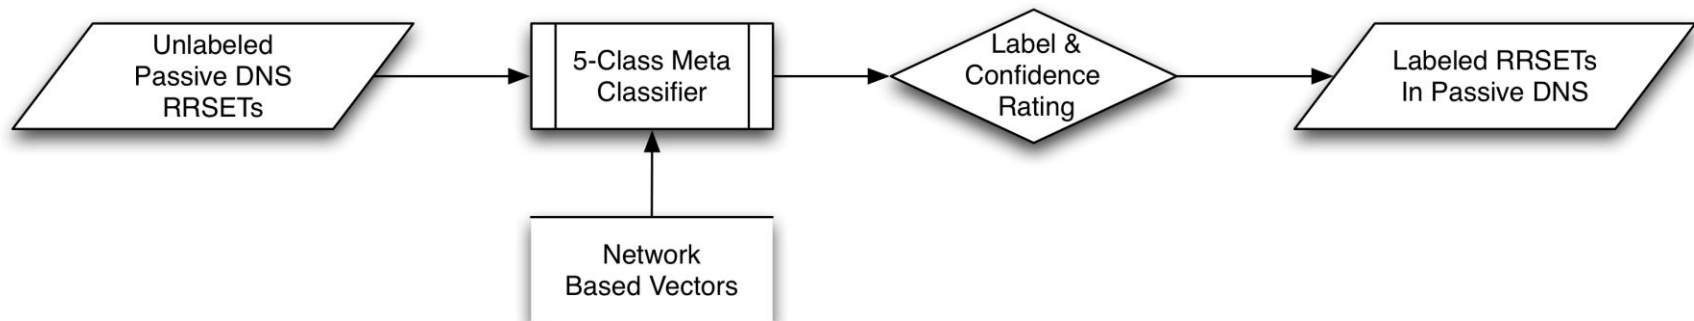 Unlabeled
Passive DNS
RRSETs
5-Class Meta
Classifier
Label &
Confidence
Rating
Labeled RRSETs
In Passive DNS
Network
Based Vectors